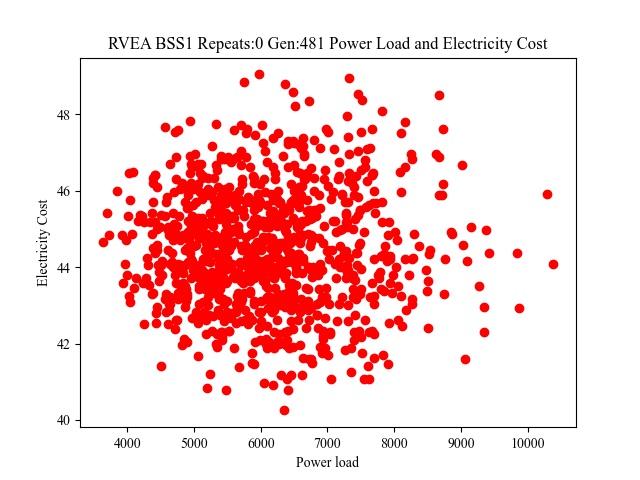 RVEA BSS1 Repeats:0 Gen:481 Power Load and Electricity Cost
48
46
44
42
40
Electricity Cost
4000 5000 6000 7000 8000 9000 10000
Power load